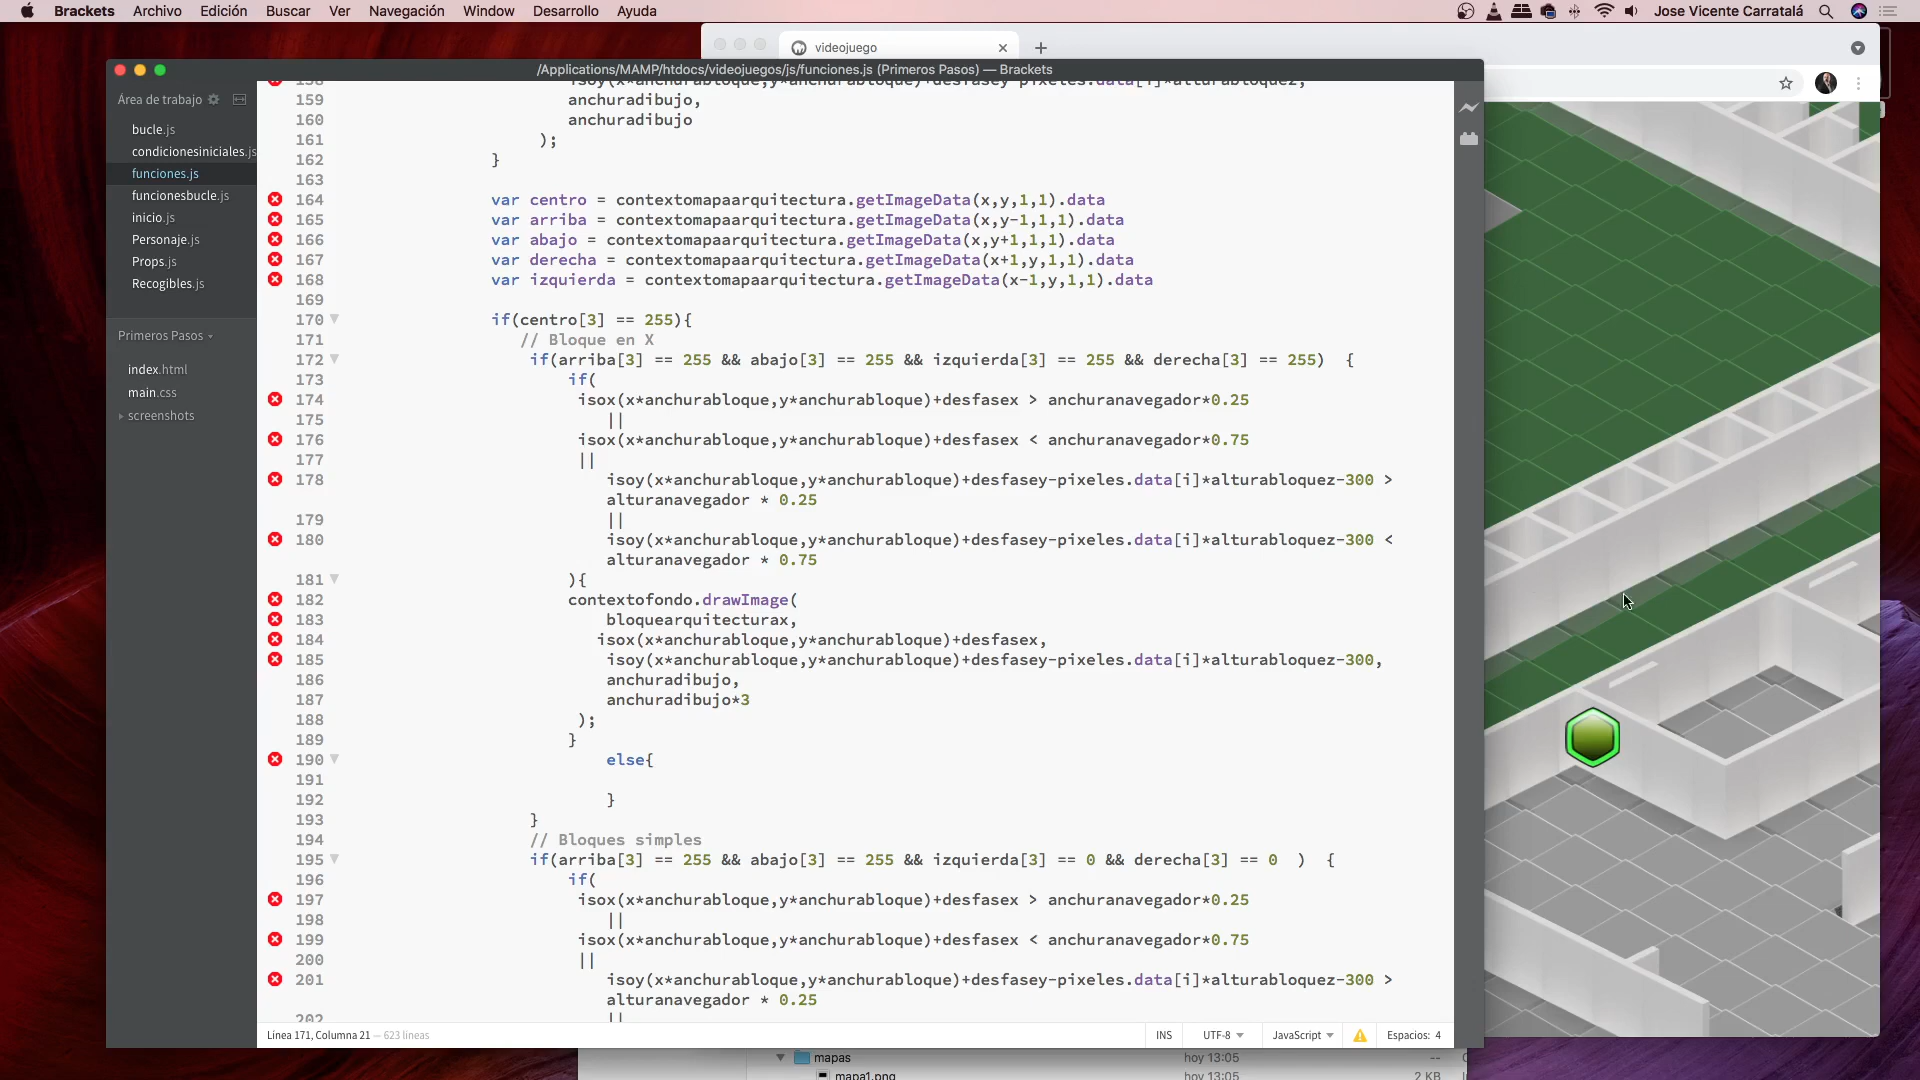 Brackets Archivo Edición Buscar Ver Navegación Window Desarrollo Ayuda Jose Vicente Carratalá
videojuego
/Applications/MAMP/htdocs/videojuegos/js/funciones.js (Primeros Pasos) — Brackets
Área de trabajo
bucle.js
condicionesiniciales.js
funciones.js
funcionesbucle.js
inicio.js
Personaje.js
Props.js
Recogibles.js
Primeros Pasos
index.html
main.css
screenshots
158 isoy(x*anchurabloque,y*anchurabloque)+desfasey-pixeles.data[i]*alturabloquez,
159 anchuradibujo,
160 anchuradibujo
161 );
162 }
163
164 var centro = contextomapaarquitectura.getImageData(x,y,1,1).data
165 var arriba = contextomapaarquitectura.getImageData(x,y-1,1,1).data
166 var abajo = contextomapaarquitectura.getImageData(x,y+1,1,1).data
167 var derecha = contextomapaarquitectura.getImageData(x+1,y,1,1).data
168 var izquierda = contextomapaarquitectura.getImageData(x-1,y,1,1).data
169
170 if(centro[3] == 255){
171 // Bloque en X
172 if(arriba[3] == 255 && abajo[3] == 255 && izquierda[3] == 255 && derecha[3] == 255) {
173 if(
174 isox(x*anchurabloque,y*anchurabloque)+desfasex > anchuranavegador*0.25
175 ||
176 isox(x*anchurabloque,y*anchurabloque)+desfasex < anchuranavegador*0.75
177 ||
178 isoy(x*anchurabloque,y*anchurabloque)+desfasey-pixeles.data[i]*alturabloquez-300 >
alturanavegador * 0.25
179 ||
180 isoy(x*anchurabloque,y*anchurabloque)+desfasey-pixeles.data[i]*alturabloquez-300 <
alturanavegador * 0.75
181 ){
182 contextofondo.drawImage(
183 bloquearquitecturax,
184 isox(x*anchurabloque,y*anchurabloque)+desfasex,
185 isoy(x*anchurabloque,y*anchurabloque)+desfasey-pixeles.data[i]*alturabloquez-300,
186 anchuradibujo,
187 anchuradibujo*3
188 );
189 }
190 else{
191
192 }
193 }
194 // Bloques simples
195 if(arriba[3] == 255 && abajo[3] == 255 && izquierda[3] == 0 && derecha[3] == 0 ) {
196 if(
197 isox(x*anchurabloque,y*anchurabloque)+desfasex > anchuranavegador*0.25
198 ||
199 isox(x*anchurabloque,y*anchurabloque)+desfasex < anchuranavegador*0.75
200 ||
201 isoy(x*anchurabloque,y*anchurabloque)+desfasey-pixeles.data[i]*alturabloquez-300 >
alturanavegador * 0.25
202 ||
Línea 171, Columna 21 — 623 líneas INS UTF-8 JavaScript Espacios: 4
mapas hoy 13:05 --
mapa1.png hoy 13:05 2 KB